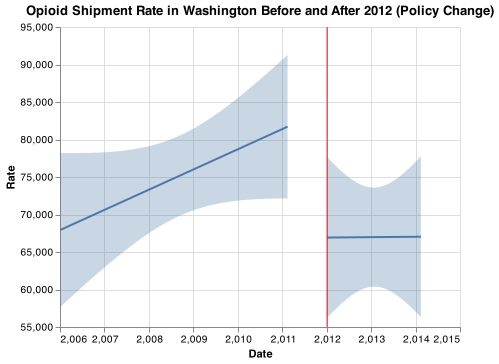 Opioid Shipment Rate in Washington Before and After 2012 (Policy Change)
95,000
90,000
85,000
80,000
75,000
70,000
65,000
60,000
55,000
Rate
2,006 2,007 2,008 2,009 2,010 2,011 2,012 2,013 2,014 2,015
Date